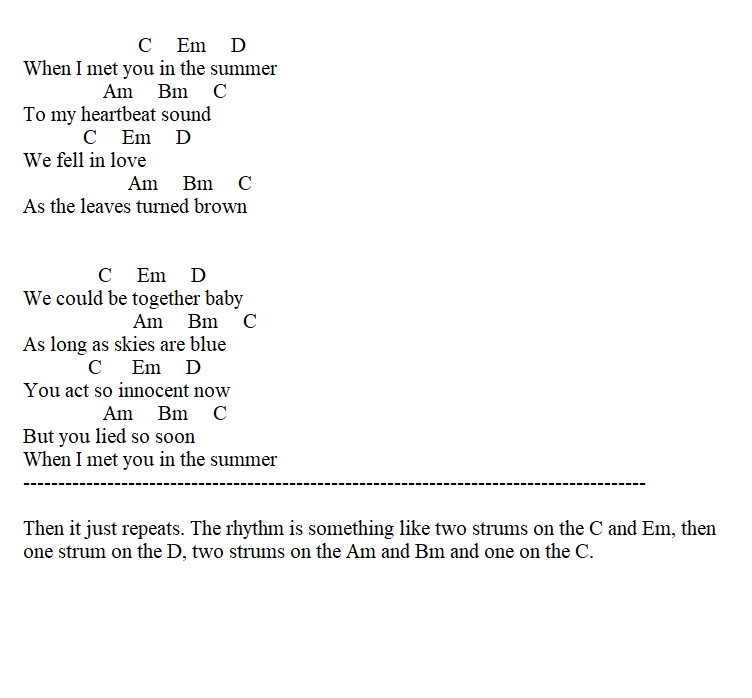 C Em D
When I met you in the summer
Am Bm C
To my heartbeat sound
C Em D
We fell in love
Am Bm C
As the leaves turned brown
C Em D
We could be together baby
Am Bm C
As long as skies are blue
C Em D
You act so innocent now
Am Bm C
But you lied so soon
When I met you in the summer
-----------------------------------------------------------------------------------------
Then it just repeats. The rhythm is something like two strums on the C and Em, then
one strum on the D, two strums on the Am and Bm and one on the C.